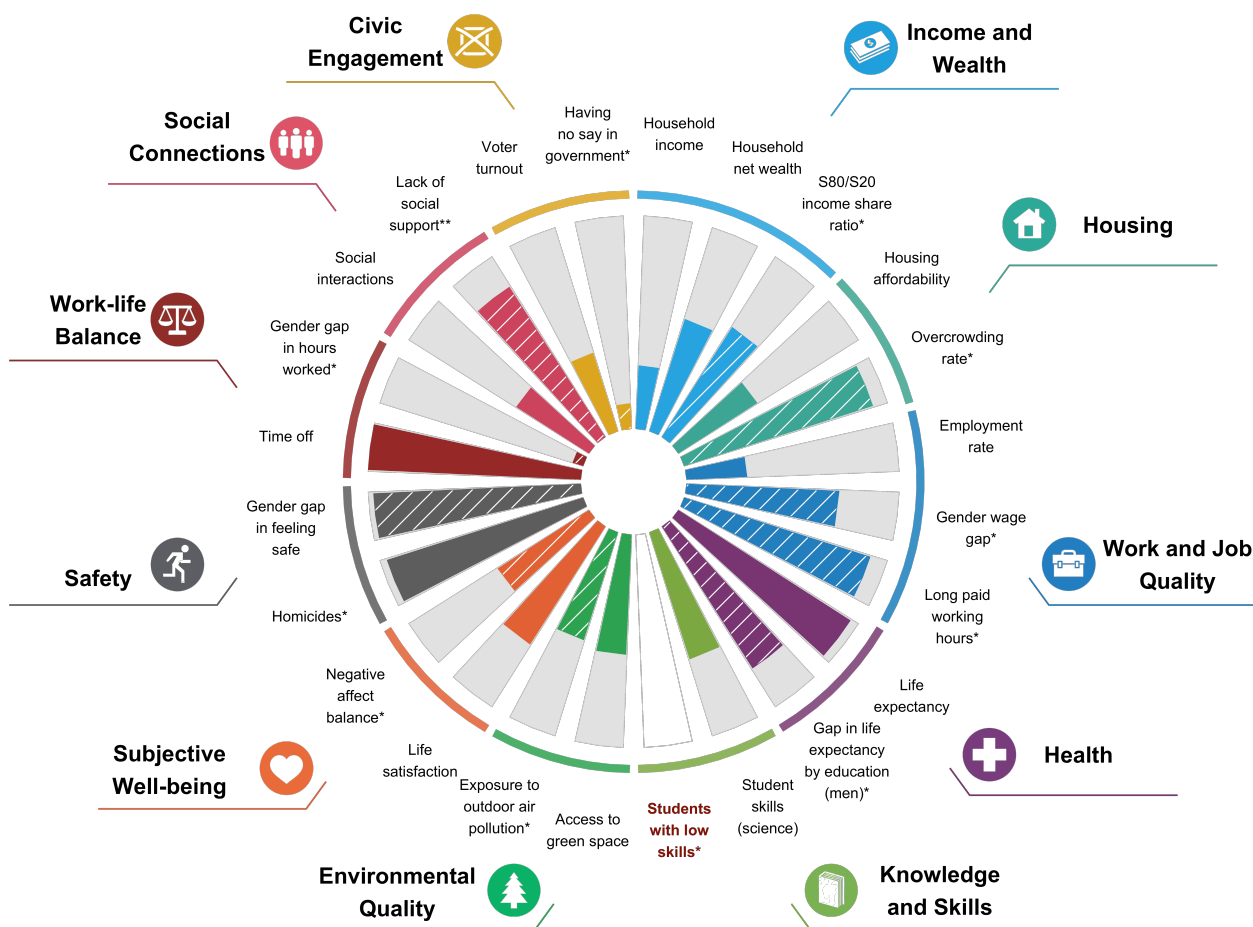 Civic
Engagement
Income and
Wealth
Social
Connections
Housing
Work-life
Balance
Safety
Work and Job
Quality
Subjective
Well-being
Health
Environmental
Quality
Knowledge
and Skills
Having
no say in
government*
Household
income
Household
net wealth
S80/S20
income share
ratio*
Housing
affordability
Overcrowding
rate*
Employment
rate
Gender wage
gap*
Long paid
working
hours*
Life
expectancy
Gap in life
expectancy
by education
(men)*
Student
skills
(science)
Students
with low
skills*
Access to
green space
Exposure to
outdoor air
pollution*
Life
satisfaction
Negative
affect
balance*
Homicides*
Gender gap
in feeling
safe
Time off
Gender gap
in hours
worked*
Social
interactions
Lack of
social
support**
Voter
turnout